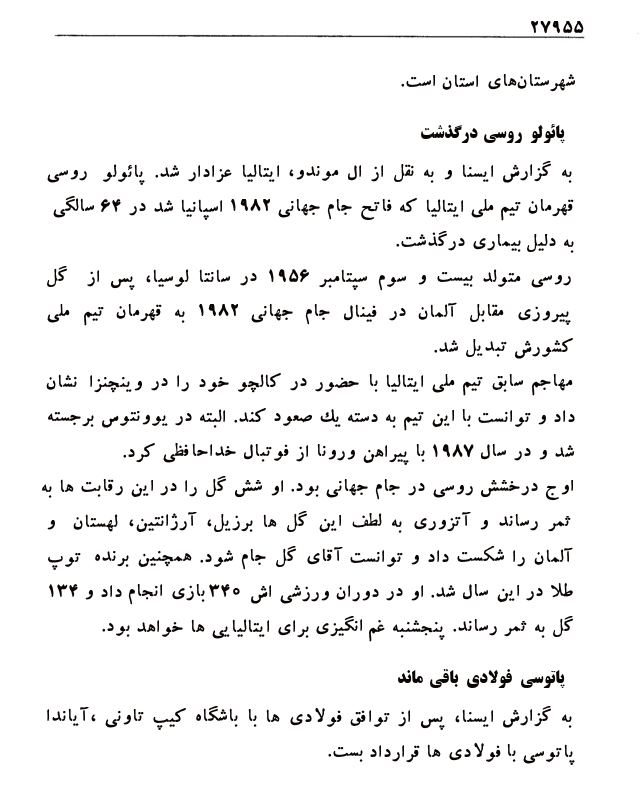 ۲۷۹۵۵
شهرستان‌های استان است.
پائولو روسی درگذشت
به گزارش ایسنا و به نقل از ال موندو، ایتالیا عزادار شد. پائولو روسی
قهرمان تیم ملی ایتالیا که فاتح جام جهانی ۱۹۸۲ اسپانیا شد در ۶۴ سالگی
به دلیل بیماری درگذشت.
روسی متولد بیست و سوم سپتامبر ۱۹۵۶ در سانتا لوسیا، پس از گل
پیروزی مقابل آلمان در فینال جام جهانی ۱۹۸۲ به قهرمان تیم ملی
کشورش تبدیل شد.
مهاجم سابق تیم ملی ایتالیا با حضور در کالچو خود را در وینچنزا نشان
داد و توانست با این تیم به دسته یك صعود کند. البته در یوونتوس برجسته
شد و در سال ۱۹۸۷ با پیراهن ورونا از فوتبال خداحافظی کرد.
اوج درخشش روسی در جام جهانی بود. او شش گل را در این رقابت ها به
ثمر رساند و آتزوری به لطف این گل ها برزیل، آرژانتین، لهستان و
آلمان را شکست داد و توانست آقای گل جام شود. همچنین برنده توپ
طلا در این سال شد. او در دوران ورزشی اش ۳۴۰ بازی انجام داد و ۱۳۴
گل به ثمر رساند. پنجشنبه غم انگیزی برای ایتالیایی ها خواهد بود.
پاتوسی فولادی باقی ماند
به گزارش ایسنا، پس از توافق فولادی ها با باشگاه کیپ تاونی ،آیاندا
پاتوسی با فولادی ها قرارداد بست.